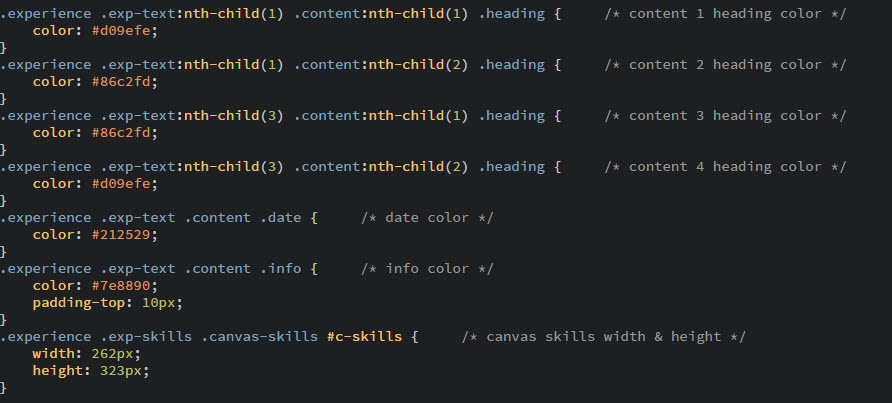 .experience .exp-text:nth-child(1) .content:nth-child(1) .heading {     /* content 1 heading color */
    color: #d09efe;
}
.experience .exp-text:nth-child(1) .content:nth-child(2) .heading {     /* content 2 heading color */
    color: #86c2fd;
}
.experience .exp-text:nth-child(3) .content:nth-child(1) .heading {     /* content 3 heading color */
    color: #86c2fd;
}
.experience .exp-text:nth-child(3) .content:nth-child(2) .heading {     /* content 4 heading color */
    color: #d09efe;
}
.experience .exp-text .content .date {     /* date color */
    color: #212529;
}
.experience .exp-text .content .info {     /* info color */
    color: #7e8890;
    padding-top: 10px;
}
.experience .exp-skills .canvas-skills #c-skills {     /* canvas skills width & height */
    width: 262px;
    height: 323px;
}